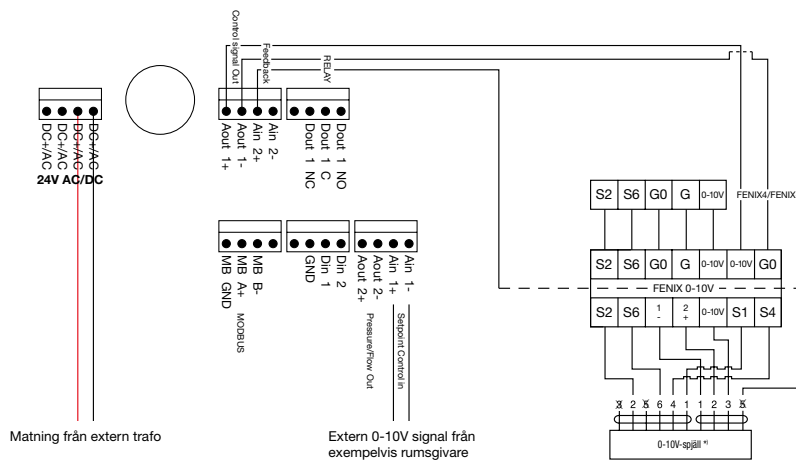 Control signal Out
Feedback
RELAY
DC+/AC
DC+/AC
DC+/AC
DC+/AC
24V AC/DC
Aout 1+
Aout 1-
Ain 2+
Ain 2-
Dout 1 NC
Dout 1 C
Dout 1 NO
MB GND
MB A+
MB B-
MODBUS
GND
Din 1
Din 2
Aout 2+
Aout 2-
Ain 1+
Ain 1-
Pressure/Flow Out
Setpoint Control in
S2 S6 G0 G 0-10V FENIX4/FENIX
S2 S6 G0 G 0-10V 0-10V G0
FENIX 0-10V
S2 S6 1 - 2 + 0-10V S1 S4
3 2 5 6 4 1 1 2 3 5
0-10V-spjäll *)
Matning från extern trafo
Extern 0-10V signal från
exempelvis rumsgivare